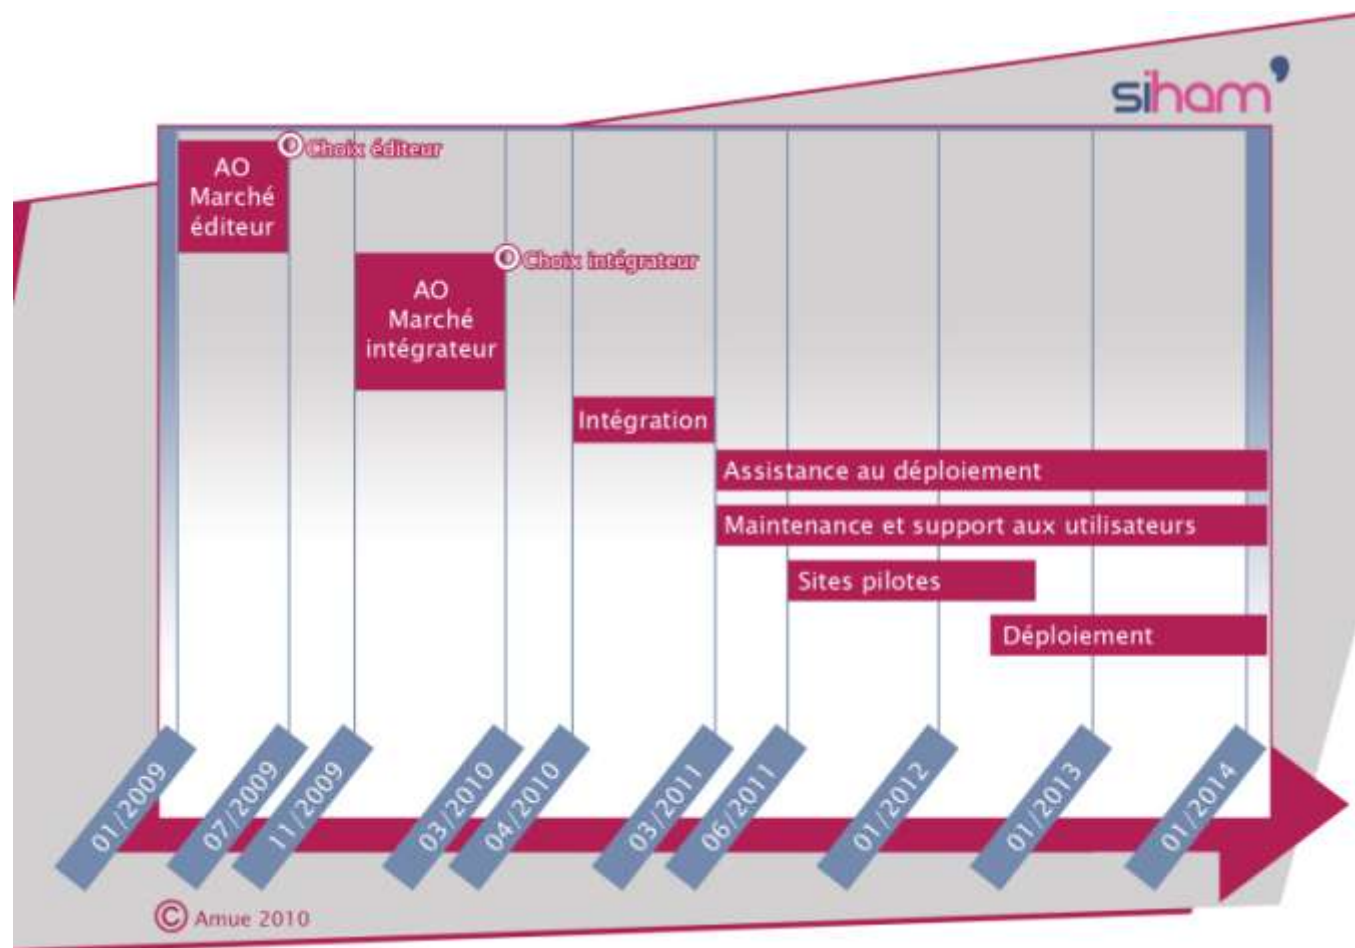 siham'
Choix éditeur
AO
Marché
éditeur
Choix intégrateur
AO
Marché
intégrateur
Intégration
Assistance au déploiement
Maintenance et support aux utilisateurs
Sites pilotes
Déploiement
01/2009
07/2009
11/2009
03/2010
04/2010
03/2011
06/2011
01/2012
01/2013
01/2014
© Amue 2010